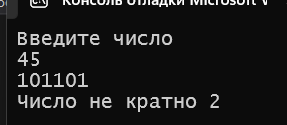 Консоль отладки Microsoft V
Введите число
45
101101
Число не кратно 2